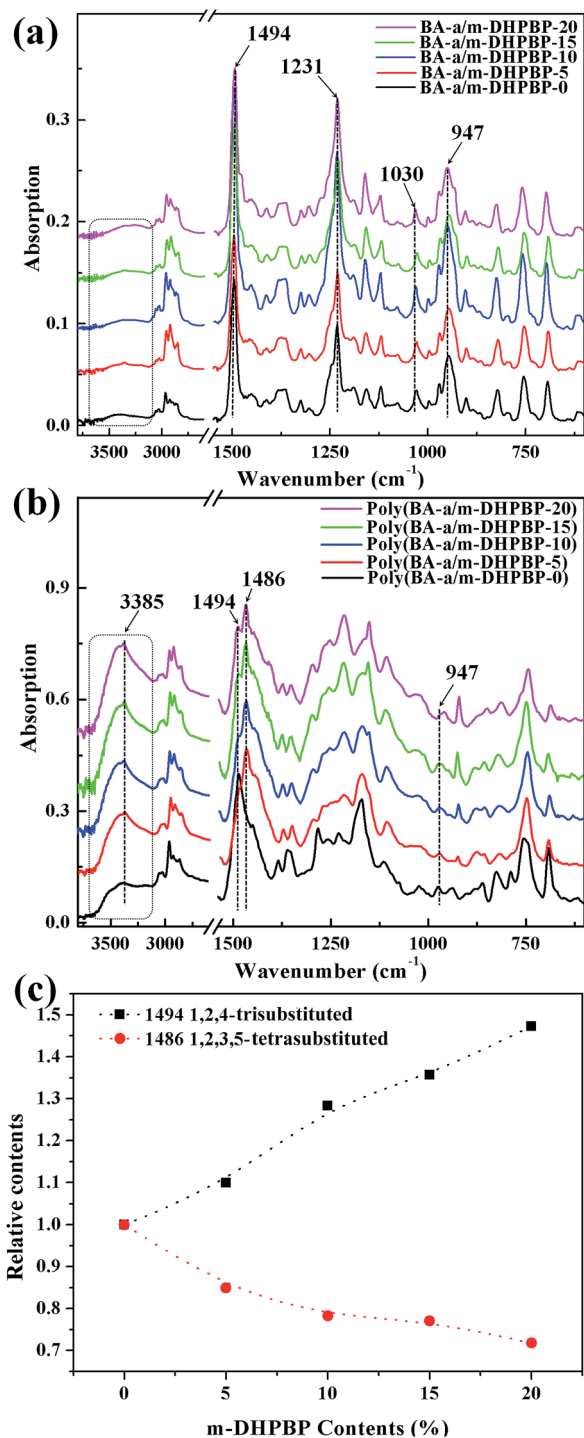 (a)
BA-a/m-DHPBP-20
BA-a/m-DHPBP-15
BA-a/m-DHPBP-10
BA-a/m-DHPBP-5
BA-a/m-DHPBP-0
1494
1231
1030
947
Absorption
0.3
0.2
0.1
0.0
3500 3000 1500 1250 1000 750
Wavenumber (cm-1)
(b)
Poly(BA-a/m-DHPBP-20)
Poly(BA-a/m-DHPBP-15)
Poly(BA-a/m-DHPBP-10)
Poly(BA-a/m-DHPBP-5)
Poly(BA-a/m-DHPBP-0)
3385
1494
1486
947
Absorption
0.9
0.6
0.3
0.0
3500 3000 1500 1250 1000 750
Wavenumber (cm-1)
(c)
1494 1,2,4-trisubstituted
1486 1,2,3,5-tetrasubstituted
Relative contents
1.5
1.4
1.3
1.2
1.1
1.0
0.9
0.8
0.7
0 5 10 15 20
m-DHPBP Contents (%)